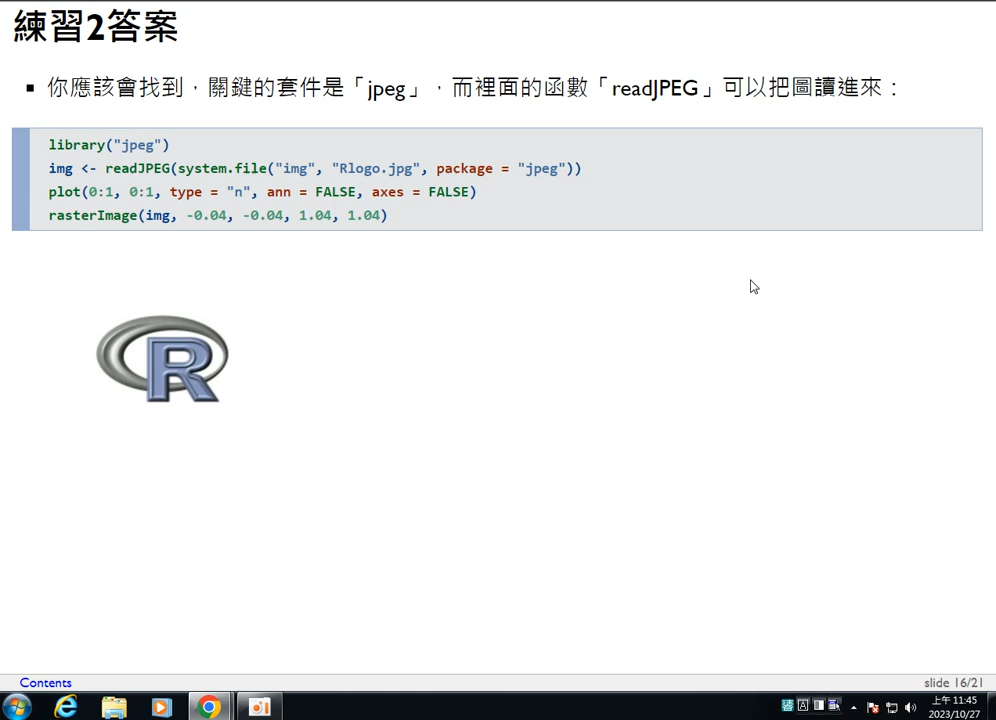 練習2答案
你應該會找到，關鍵的套件是「jpeg」，而裡面的函數「readJPEG」可以把圖讀進來：
library("jpeg")
img <- readJPEG(system.file("img", "Rlogo.jpg", package = "jpeg"))
plot(0:1, 0:1, type = "n", ann = FALSE, axes = FALSE)
rasterImage(img, -0.04, -0.04, 1.04, 1.04)
R
Contents
slide 16/21
上午 11:45
2023/10/27